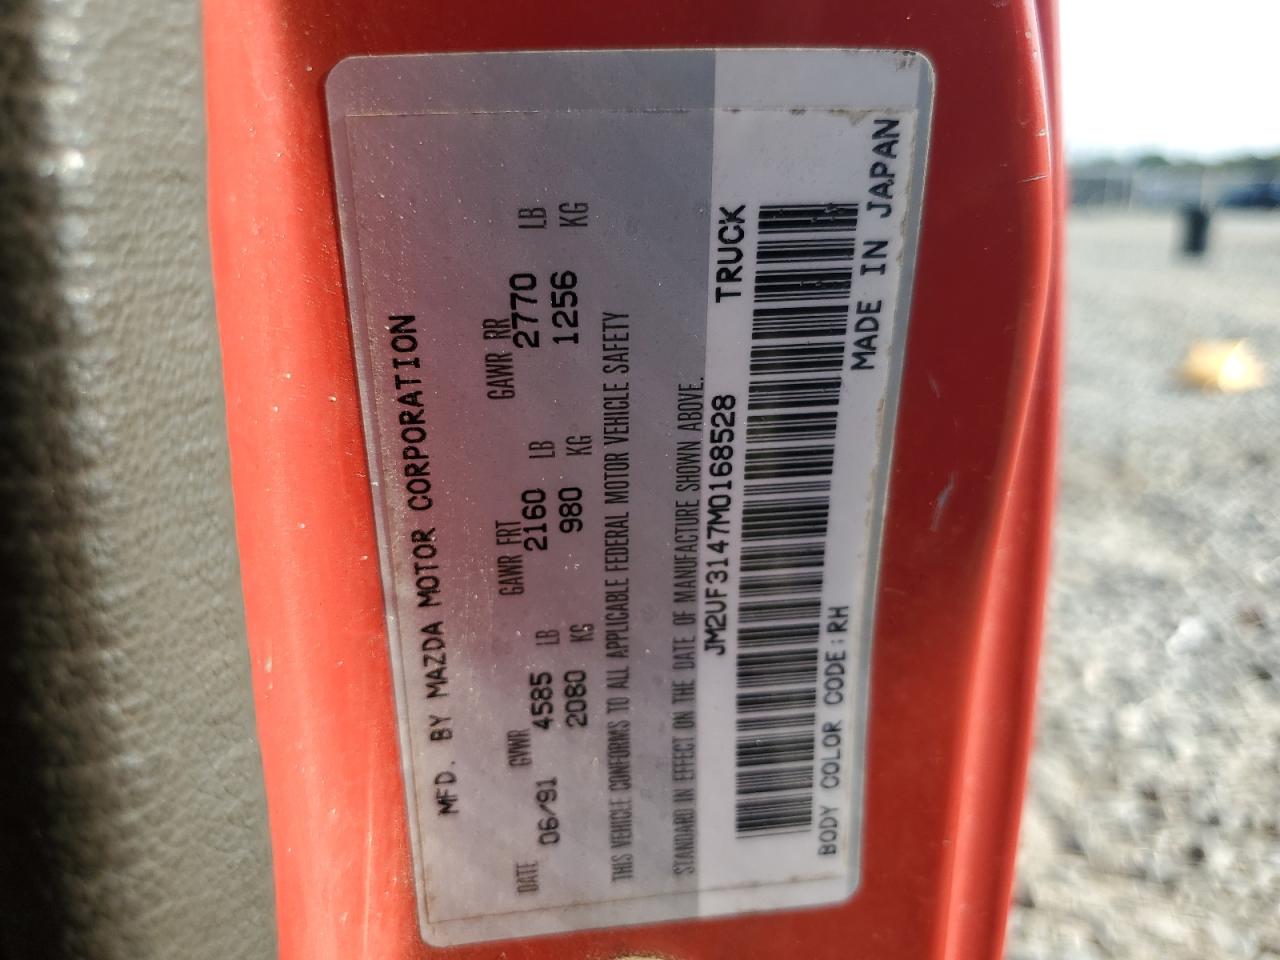 MFD. BY MAZDA MOTOR CORPORATION
DATE 06/91 GVWR 4585 LB 2080 KG
GAWR FRT 2160 LB 980 KG
GAWR RR 2770 LB 1256 KG
THIS VEHICLE CONFORMS TO ALL APPLICABLE FEDERAL MOTOR VEHICLE SAFETY
STANDARD IN EFFECT ON THE DATE OF MANUFACTURE SHOWN ABOVE.
JM2UF3147M0168528 TRUCK
BODY COLOR CODE:RH MADE IN JAPAN